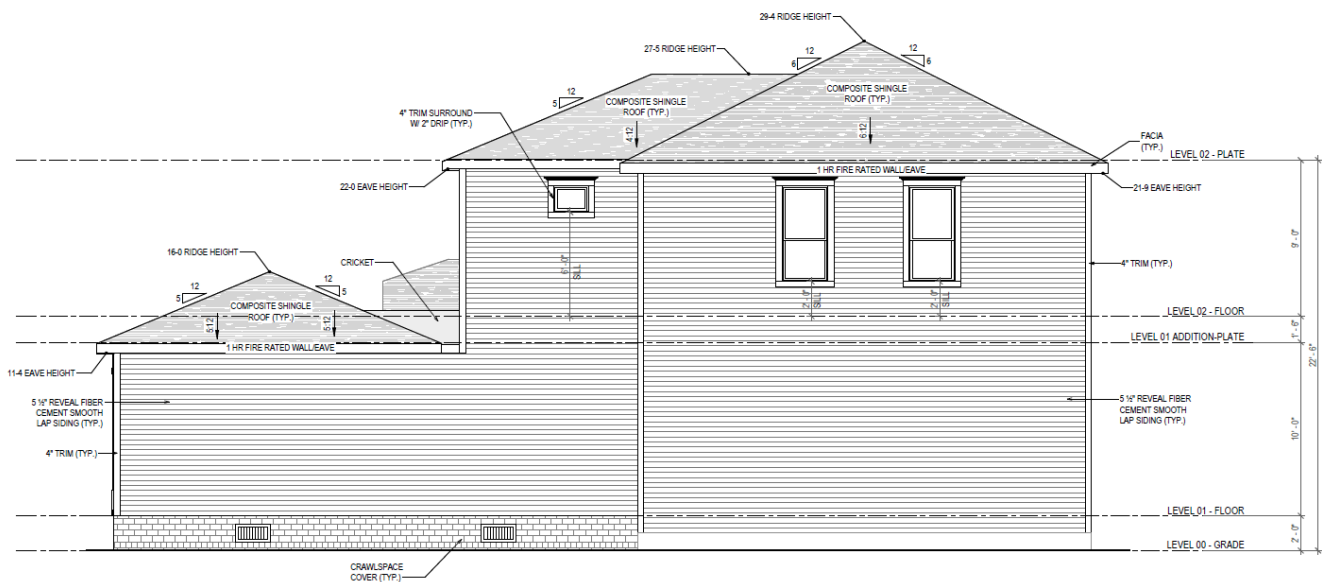 29-4 RIDGE HEIGHT
27-5 RIDGE HEIGHT
12
6
12
6
12
5
COMPOSITE SHINGLE
ROOF (TYP.)
COMPOSITE SHINGLE
ROOF (TYP.)
4" TRIM SURROUND
W/ 2" DRIP (TYP.)
4:12
6:12
FACIA
(TYP.)
LEVEL 02 - PLATE
1 HR FIRE RATED WALL/EAVE
22-0 EAVE HEIGHT
21-9 EAVE HEIGHT
16-0 RIDGE HEIGHT
CRICKET
6' - 0"
SILL
2' - 0"
SILL
2' - 0"
SILL
4" TRIM (TYP.)
9' - 0"
12
5
12
5
COMPOSITE SHINGLE
ROOF (TYP.)
5:12
5:12
LEVEL 02 - FLOOR
1' - 6"
1 HR FIRE RATED WALL/EAVE
LEVEL 01 ADDITION-PLATE
22' - 6"
11-4 EAVE HEIGHT
5 ½" REVEAL FIBER
CEMENT SMOOTH
LAP SIDING (TYP.)
5 ½" REVEAL FIBER
CEMENT SMOOTH
LAP SIDING (TYP.)
10' - 0"
4" TRIM (TYP.)
LEVEL 01 - FLOOR
2' - 0"
LEVEL 00 - GRADE
CRAWLSPACE
COVER (TYP.)